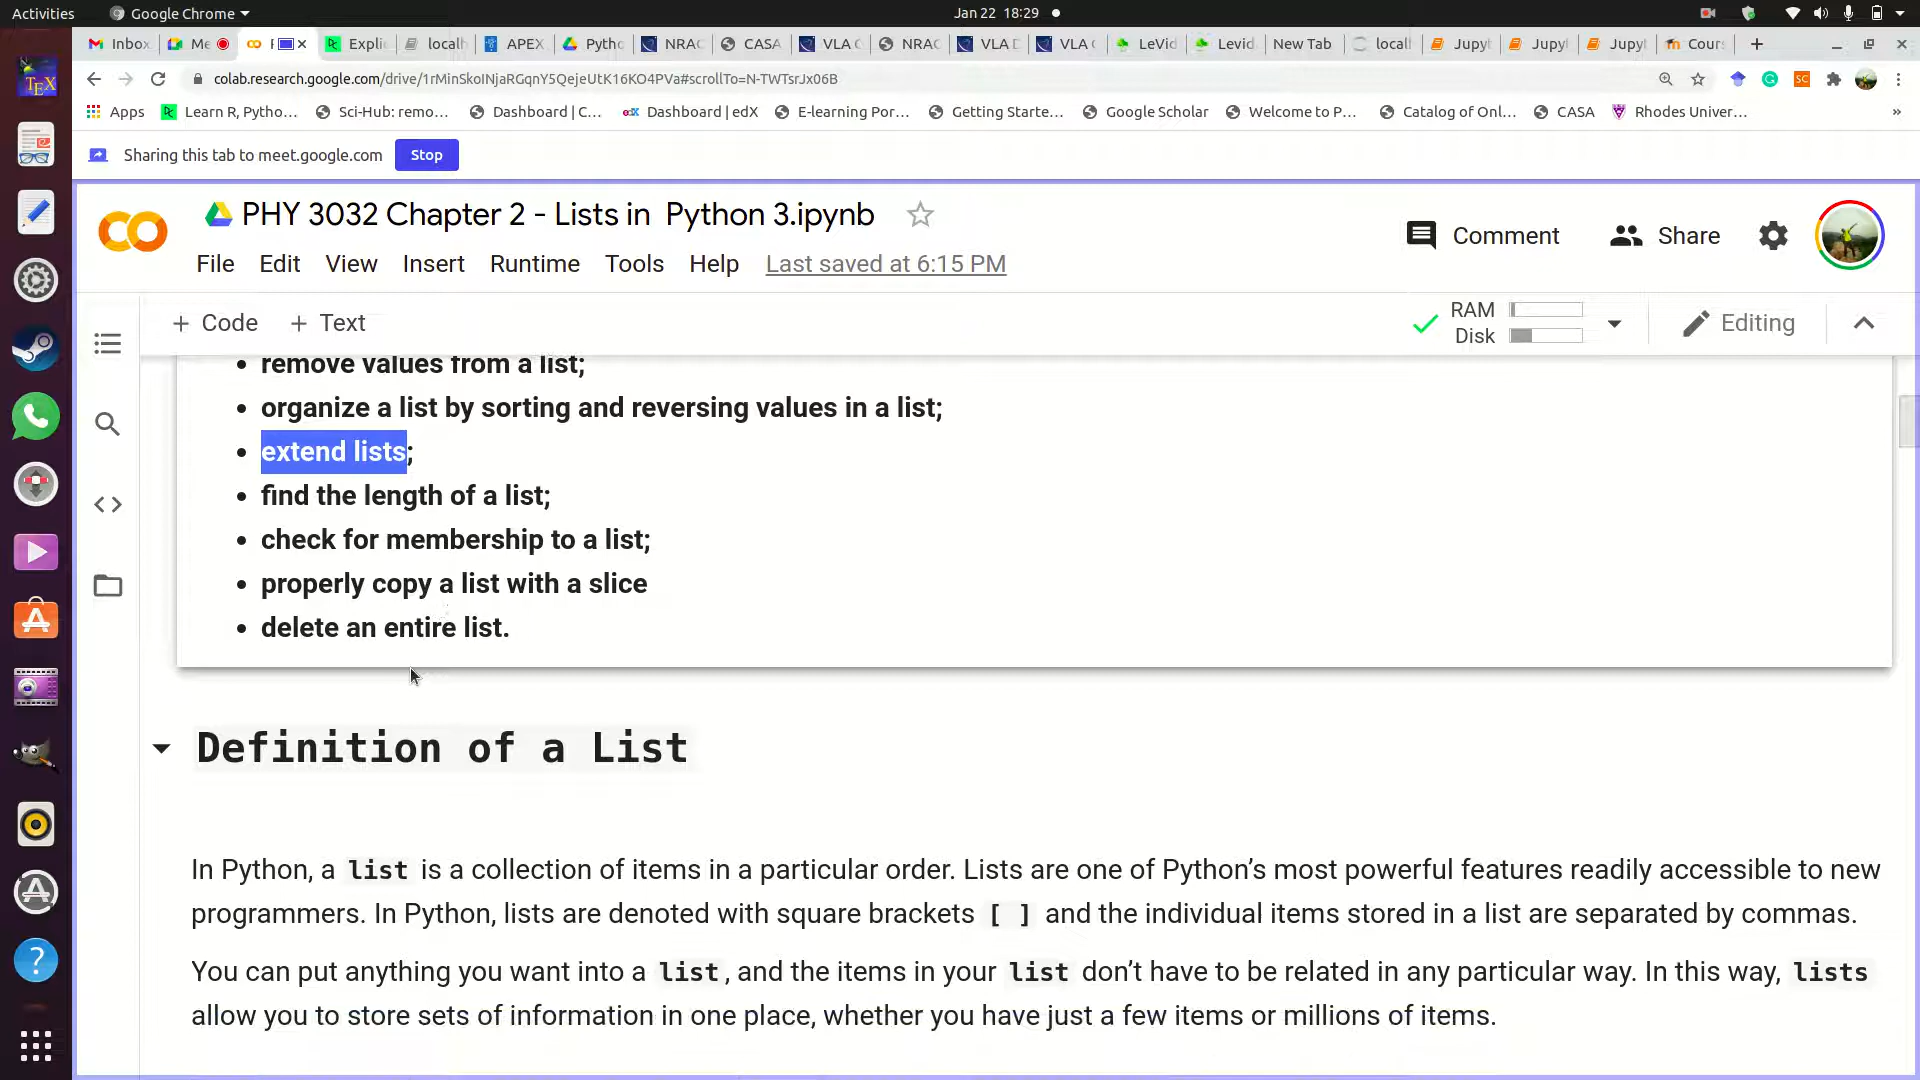 Activities
Google Chrome
Jan 22 18:29
Inbox
Me
Expli
localh
APEX
Pytho
NRAO
CASA
VLA
NRAO
VLA
VLA
LeVid
Levid
New Tab
locall
Jupyt
Jupyt
Jupyt
Cours
colab.research.google.com/drive/1rMinSkoINjaRGqnY5QejeUtK16KO4PVa#scrollTo=N-TWTsrJx06B
Apps
Learn R, Pytho...
Sci-Hub: remo...
Dashboard | C...
Dashboard | edX
E-learning Por...
Getting Starte...
Google Scholar
Welcome to P...
Catalog of Onl...
CASA
Rhodes Univer...
»
Sharing this tab to meet.google.com
Stop
PHY 3032 Chapter 2 - Lists in Python 3.ipynb
Comment
Share
File Edit View Insert Runtime Tools Help Last saved at 6:15 PM
+ Code + Text
RAM
Disk
Editing
• remove values from a list;
• organize a list by sorting and reversing values in a list;
• extend lists;
• find the length of a list;
• check for membership to a list;
• properly copy a list with a slice
• delete an entire list.
Definition of a List
In Python, a list is a collection of items in a particular order. Lists are one of Python’s most powerful features readily accessible to new
programmers. In Python, lists are denoted with square brackets [ ] and the individual items stored in a list are separated by commas.
You can put anything you want into a list, and the items in your list don’t have to be related in any particular way. In this way, lists
allow you to store sets of information in one place, whether you have just a few items or millions of items.